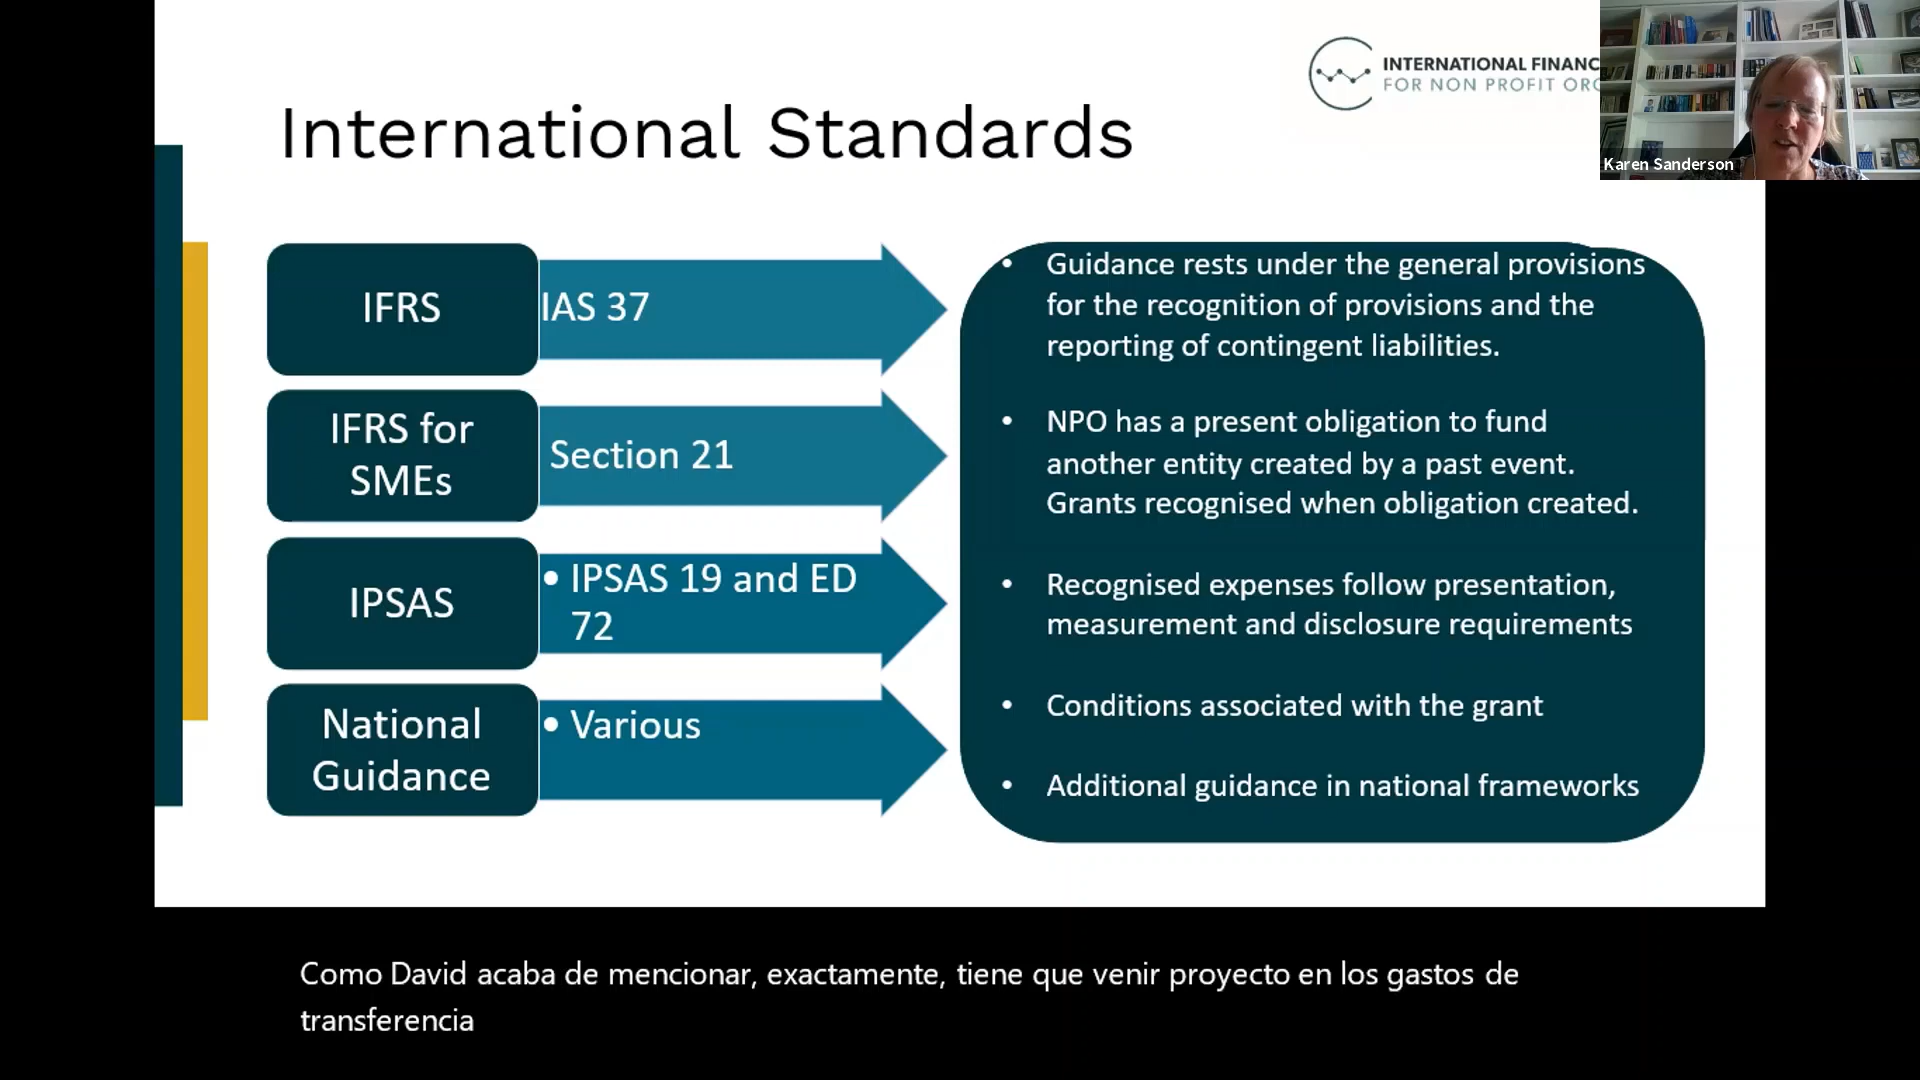 INTERNATIONAL FINANC
FOR NON PROFIT ORG
Karen Sanderson
International Standards
IFRS
IAS 37
IFRS for
SMEs
Section 21
IPSAS
• IPSAS 19 and ED
72
National
Guidance
• Various
• Guidance rests under the general provisions
for the recognition of provisions and the
reporting of contingent liabilities.
• NPO has a present obligation to fund
another entity created by a past event.
Grants recognised when obligation created.
• Recognised expenses follow presentation,
measurement and disclosure requirements
• Conditions associated with the grant
• Additional guidance in national frameworks
Como David acaba de mencionar, exactamente, tiene que venir proyecto en los gastos de
transferencia